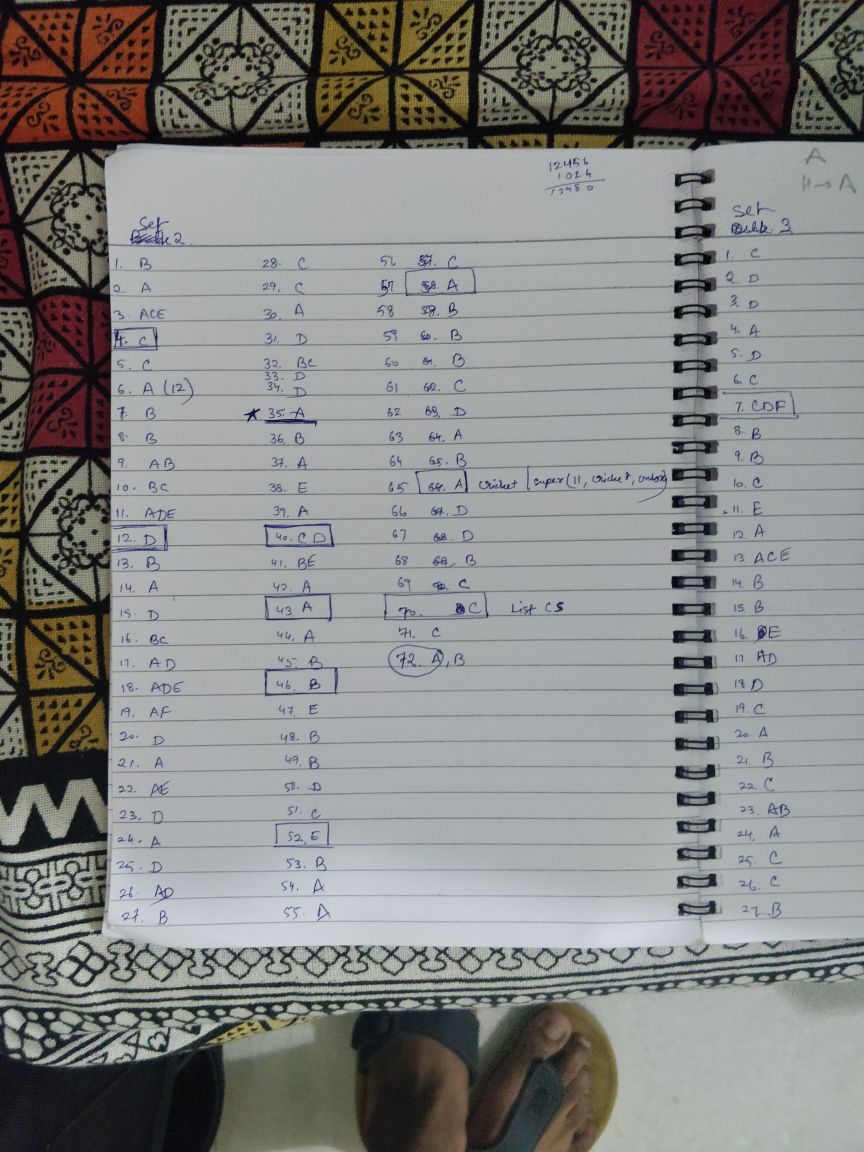 12456
1024
13480
Set
2
1. B
2. A
3. ACE
4. C
5. C
6. A (12)
7. B
8. B
9. AB
10. BC
11. ADE
12. D
13. B
14. A
15. D
16. BC
17. AD
18. ADE
19. AF
20. D
21. A
22. AE
23. D
24. A
25. D
26. AD
27. B
28. C
29. C
30. A
31. D
32. BC
33. D
34. D
35. A
36. B
37. A
38. E
39. A
40. CD
41. BE
42. A
43. A
44. A
45. B
46. B
47. E
48. B
49. B
50. D
51. C
52. E
53. B
54. A
55. A
56 57. C
57 58. A
58 59. B
59 60. B
60 61. B
61 62. C
62 63. D
63 64. A
64 65. B
65 66. A cricket
66 67. D
67 68. D
68 69. B
69 70. C
70. C List CS
71. C
72. A, B
A
4→A
Set
3
1. C
2. D
3. D
4. A
5. D
6. C
7. CDF
8. B
9. B
10. C
11. E
12. A
13. ACE
14. B
15. B
16. E
17. AD
18. D
19. C
20. A
21. B
22. C
23. AB
24. A
25. C
26. C
27. B